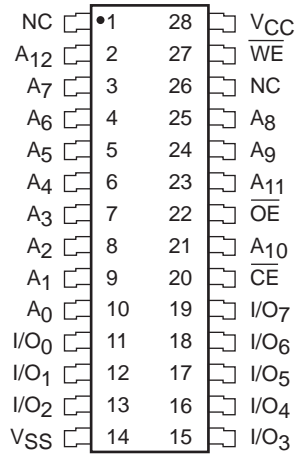 NC •1 28 VCC
A12 2 27 WE
A7 3 26 NC
A6 4 25 A8
A5 5 24 A9
A4 6 23 A11
A3 7 22 OE
A2 8 21 A10
A1 9 20 CE
A0 10 19 I/O7
I/O0 11 18 I/O6
I/O1 12 17 I/O5
I/O2 13 16 I/O4
VSS 14 15 I/O3